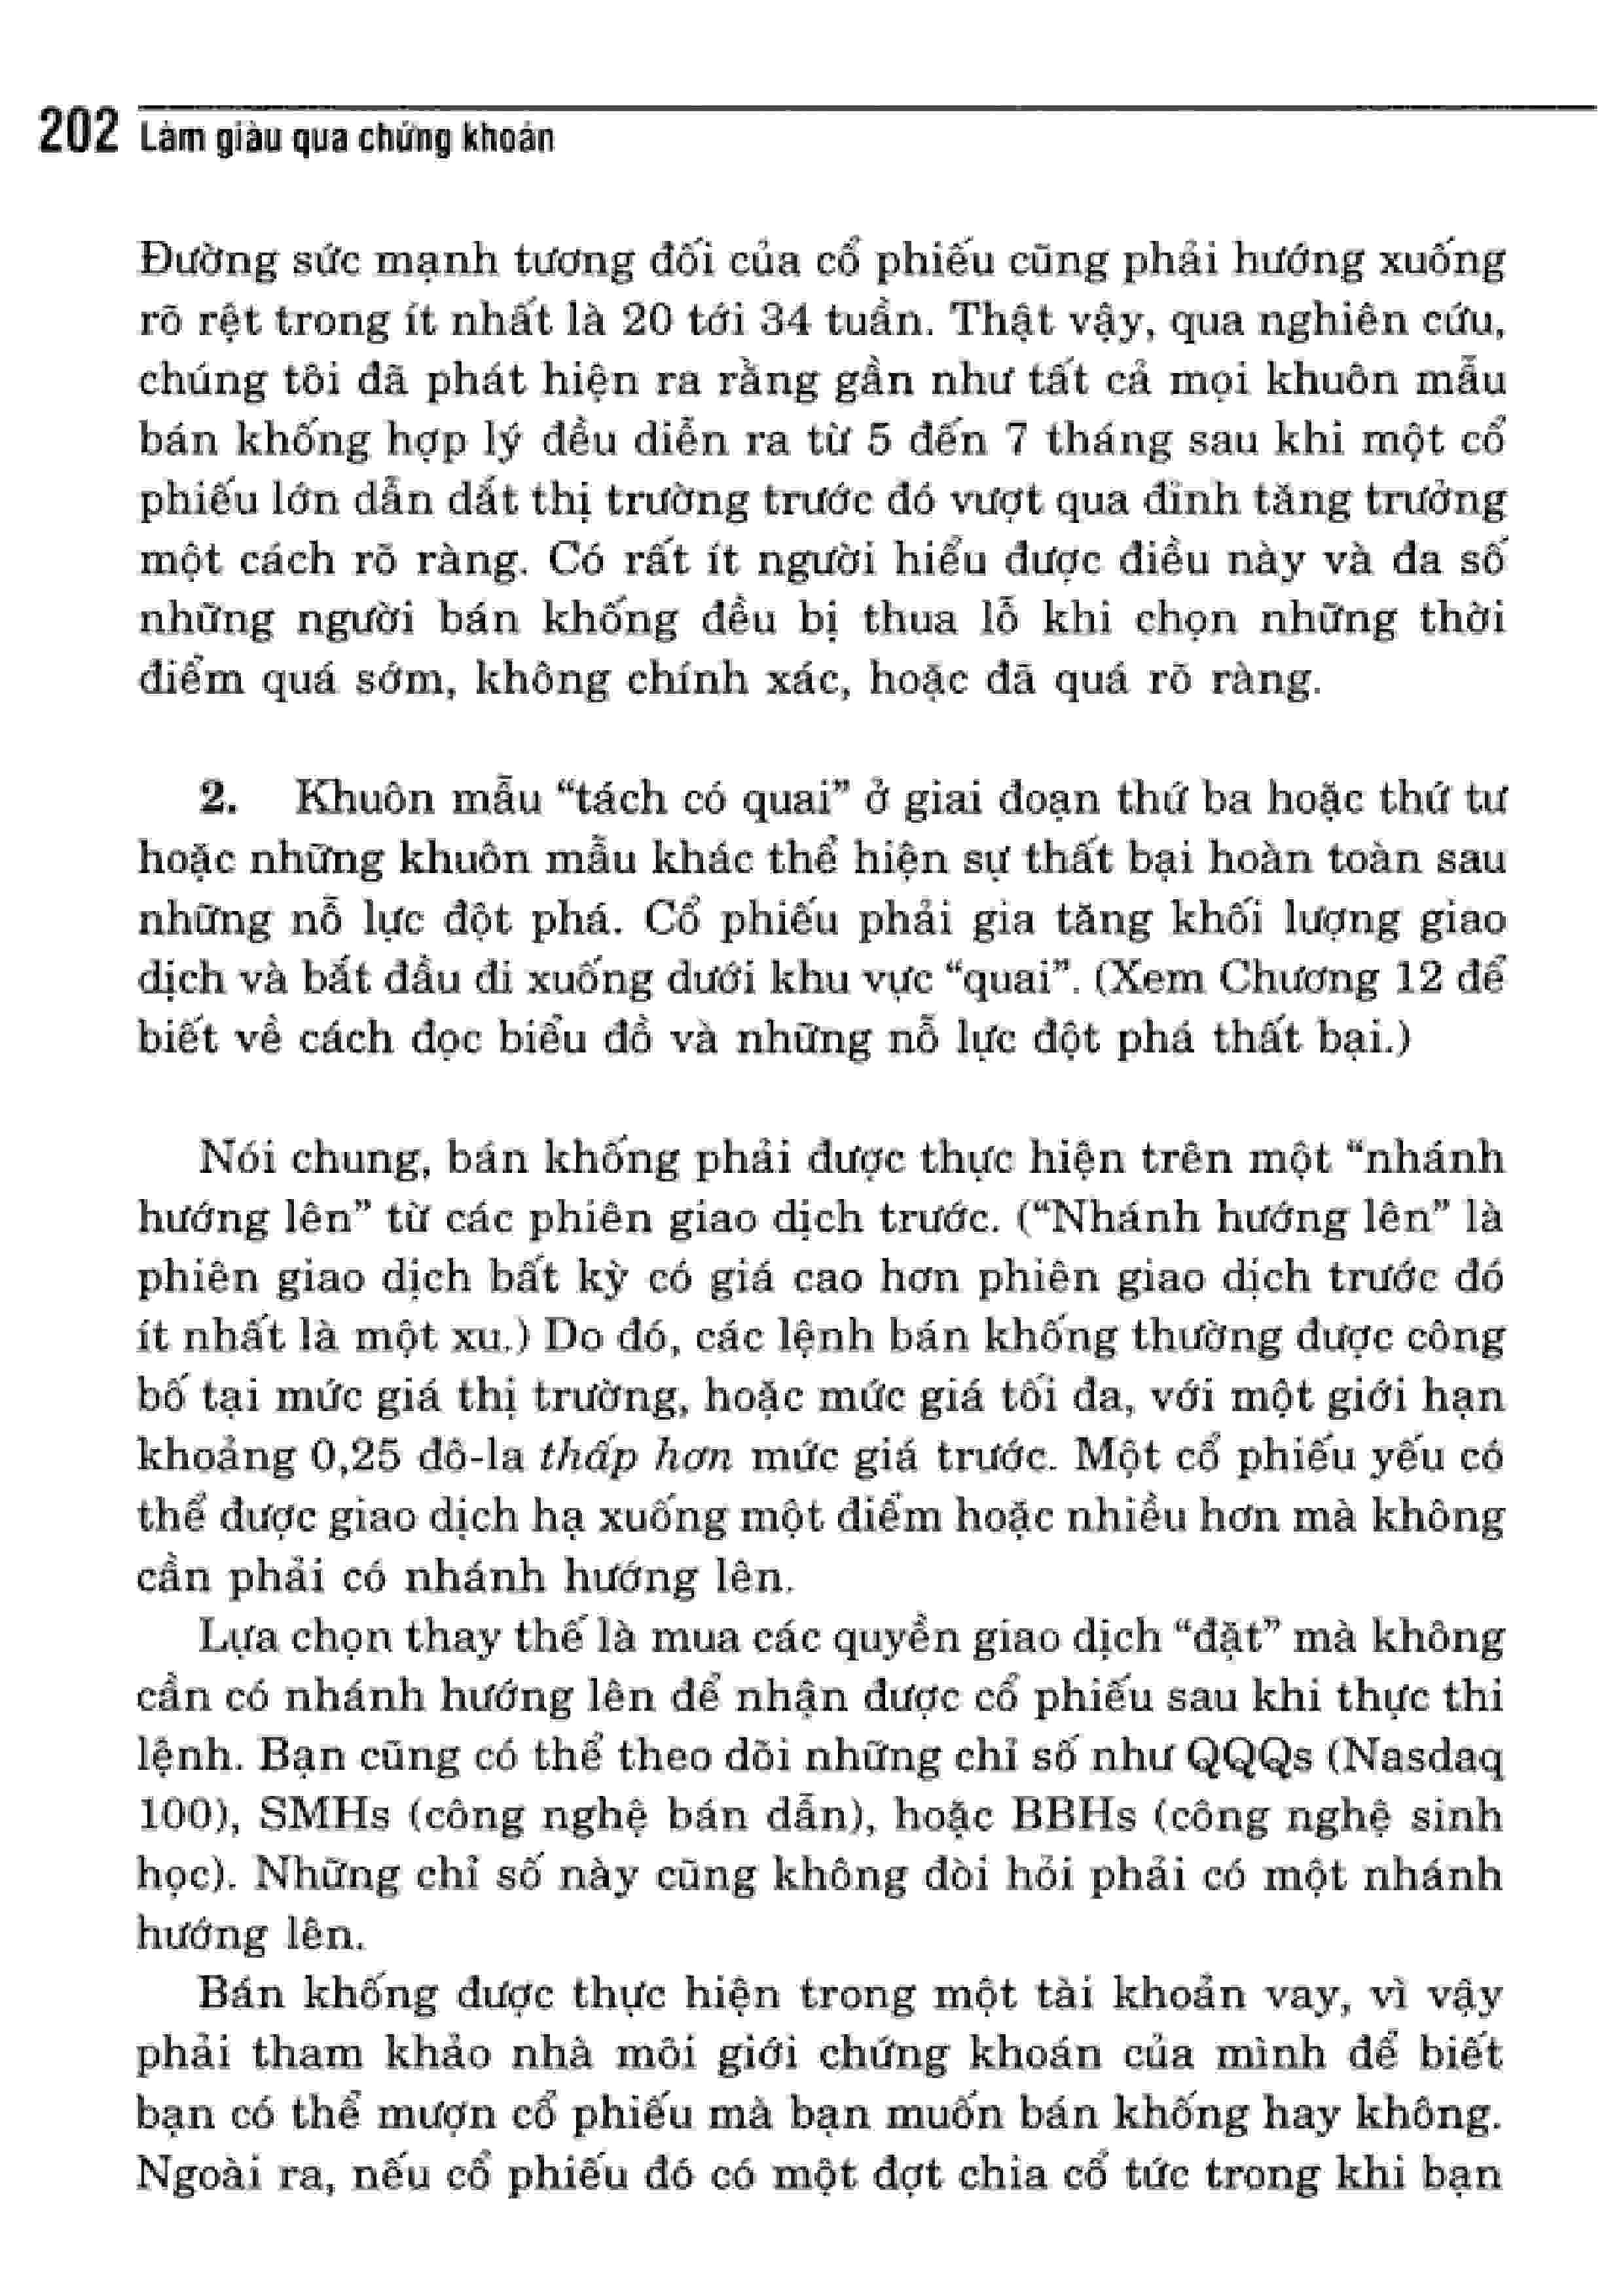 202 Làm giàu qua chứng khoán
Đường sức mạnh tương đối của cổ phiếu cũng phải hướng xuống
rõ rệt trong ít nhất là 20 tới 34 tuần. Thật vậy, qua nghiên cứu,
chúng tôi đã phát hiện ra rằng gần như tất cả mọi khuôn mẫu
bán khống hợp lý đều diễn ra từ 5 đến 7 tháng sau khi một cổ
phiếu lớn dẫn dắt thị trường trước đó vượt qua đỉnh tăng trưởng
một cách rõ ràng. Có rất ít người hiểu được điều này và đa số
những người bán khống đều bị thua lỗ khi chọn những thời
điểm quá sớm, không chính xác, hoặc đã quá rõ ràng.
2. Khuôn mẫu “tách có quai” ở giai đoạn thứ ba hoặc thứ tư
hoặc những khuôn mẫu khác thể hiện sự thất bại hoàn toàn sau
những nỗ lực đột phá. Cổ phiếu phải gia tăng khối lượng giao
dịch và bắt đầu đi xuống dưới khu vực “quai”. (Xem Chương 12 để
biết về cách đọc biểu đồ và những nỗ lực đột phá thất bại.)
Nói chung, bán khống phải được thực hiện trên một “nhánh
hướng lên” từ các phiên giao dịch trước. (“Nhánh hướng lên” là
phiên giao dịch bất kỳ có giá cao hơn phiên giao dịch trước đó
ít nhất là một xu.) Do đó, các lệnh bán khống thường được công
bố tại mức giá thị trường, hoặc mức giá tối đa, với một giới hạn
khoảng 0,25 đô-la thấp hơn mức giá trước. Một cổ phiếu yếu có
thể được giao dịch hạ xuống một điểm hoặc nhiều hơn mà không
cần phải có nhánh hướng lên.
Lựa chọn thay thế là mua các quyền giao dịch “đặt” mà không
cần có nhánh hướng lên để nhận được cổ phiếu sau khi thực thi
lệnh. Bạn cũng có thể theo dõi những chỉ số như QQQs (Nasdaq
100), SMHs (công nghệ bán dẫn), hoặc BBHs (công nghệ sinh
học). Những chỉ số này cũng không đòi hỏi phải có một nhánh
hướng lên.
Bán khống được thực hiện trong một tài khoản vay, vì vậy
phải tham khảo nhà môi giới chứng khoán của mình để biết
bạn có thể mượn cổ phiếu mà bạn muốn bán khống hay không.
Ngoài ra, nếu cổ phiếu đó có một đợt chia cổ tức trong khi bạn